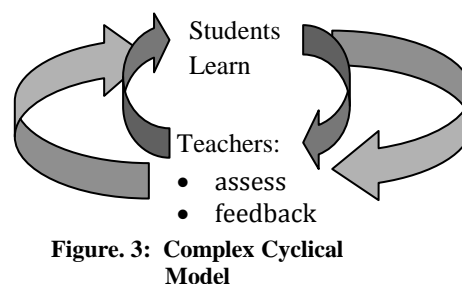 Students
Learn
Teachers:
• assess
• feedback
Figure. 3: Complex Cyclical
Model